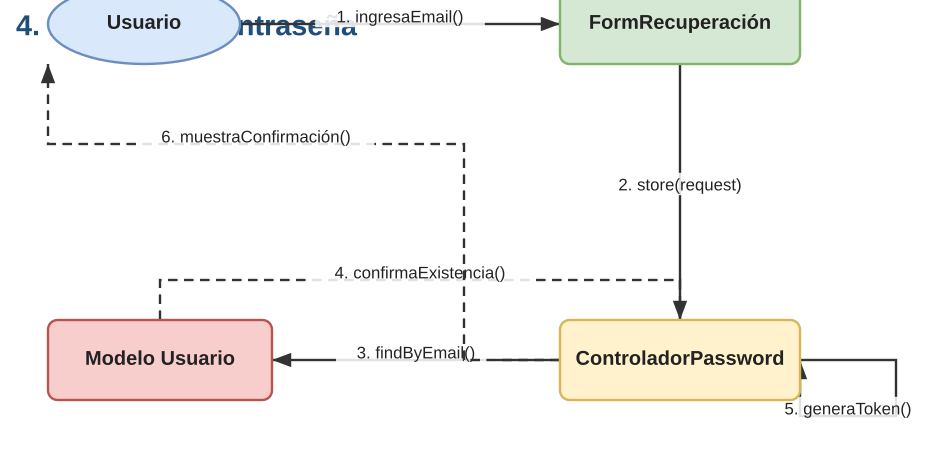 4.
Usuario
1. ingresaEmail()
FormRecuperación
6. muestraConfirmación()
2. store(request)
4. confirmaExistencia()
Modelo Usuario
3. findByEmail()
ControladorPassword
5. generaToken()